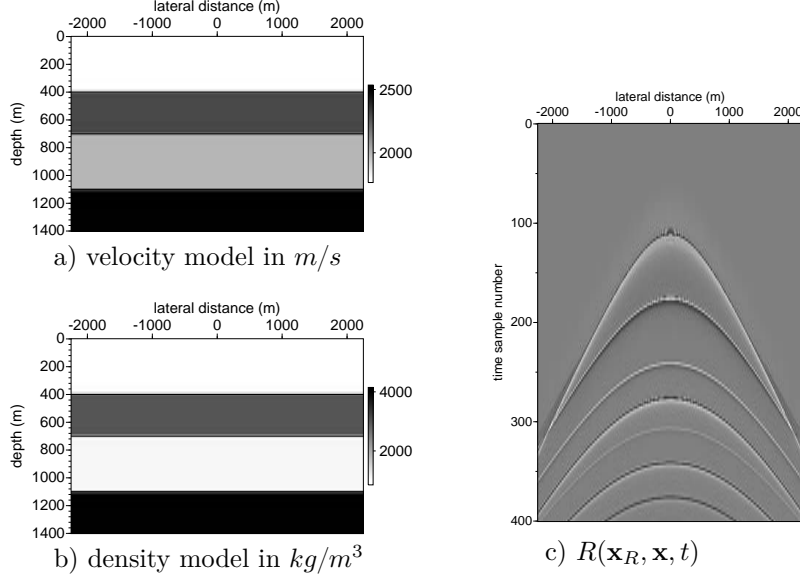 lateral distance (m)
-2000 -1000 0 1000 2000
depth (m)
0
200
400
600
800
1000
1200
1400
2500
2000
a) velocity model in m/s
lateral distance (m)
-2000 -1000 0 1000 2000
depth (m)
0
200
400
600
800
1000
1200
1400
4000
2000
b) density model in kg/m³
lateral distance (m)
-2000 -1000 0 1000 2000
time sample number
0
100
200
300
400
c) R(x_R, x, t)